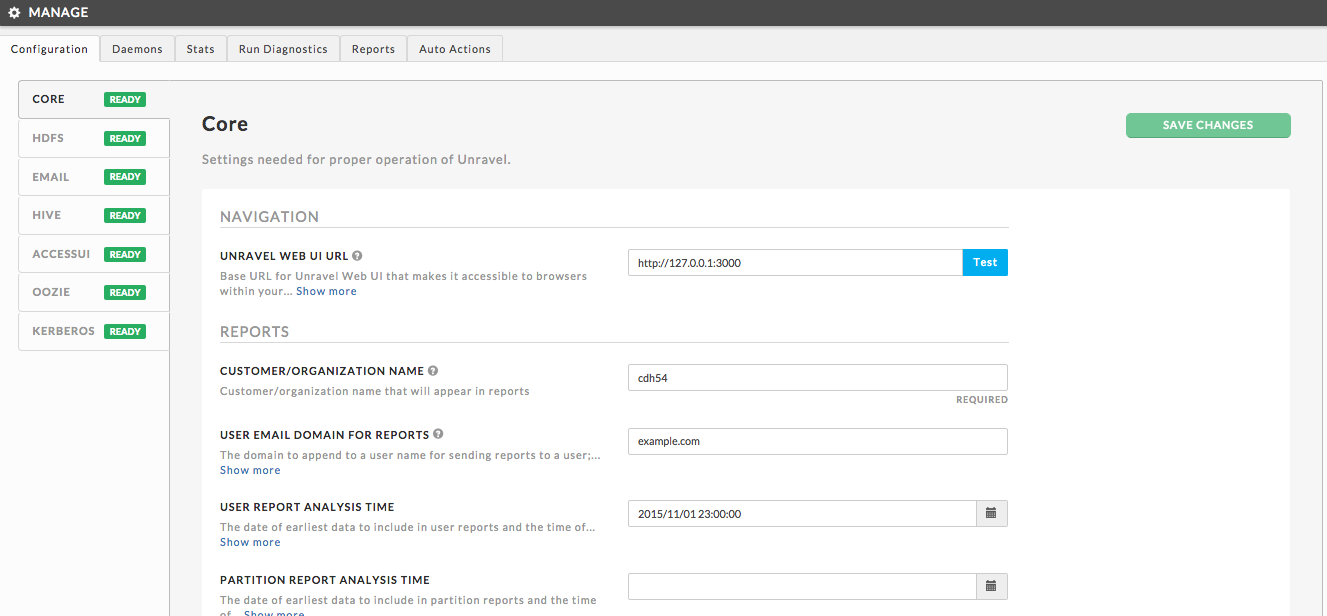 MANAGE
Configuration Daemons Stats Run Diagnostics Reports Auto Actions
CORE READY
HDFS READY
EMAIL READY
HIVE READY
ACCESSUI READY
OOZIE READY
KERBEROS READY
Core
SAVE CHANGES
Settings needed for proper operation of Unravel.
NAVIGATION
UNRAVEL WEB UI URL ?
Base URL for Unravel Web UI that makes it accessible to browsers
within your... Show more
http://127.0.0.1:3000 Test
REPORTS
CUSTOMER/ORGANIZATION NAME ?
Customer/organization name that will appear in reports
cdh54
REQUIRED
USER EMAIL DOMAIN FOR REPORTS ?
The domain to append to a user name for sending reports to a user;...
Show more
example.com
USER REPORT ANALYSIS TIME
The date of earliest data to include in user reports and the time of...
Show more
2015/11/01 23:00:00
PARTITION REPORT ANALYSIS TIME
The date of earliest data to include in partition reports and the time
of... Show more